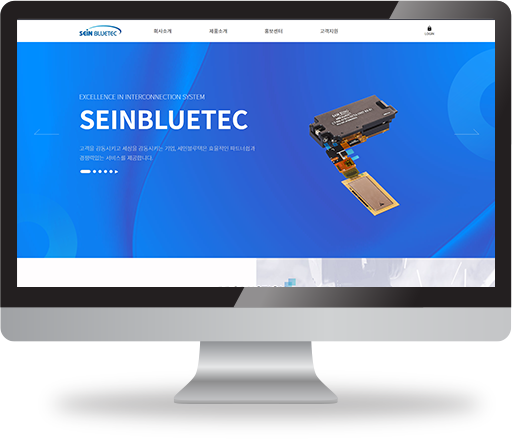 SEIN BLUETEC
회사소개
제품소개
홍보센터
고객지원
LOGIN
EXCELLENCE IN INTERCONNECTION SYSTEM
SEINBLUETEC
고객을 감동시키고 세상을 감동시키는 기업, 세인블루텍은 효율적인 파트너쉽과
경쟁력있는 서비스를 제공합니다.